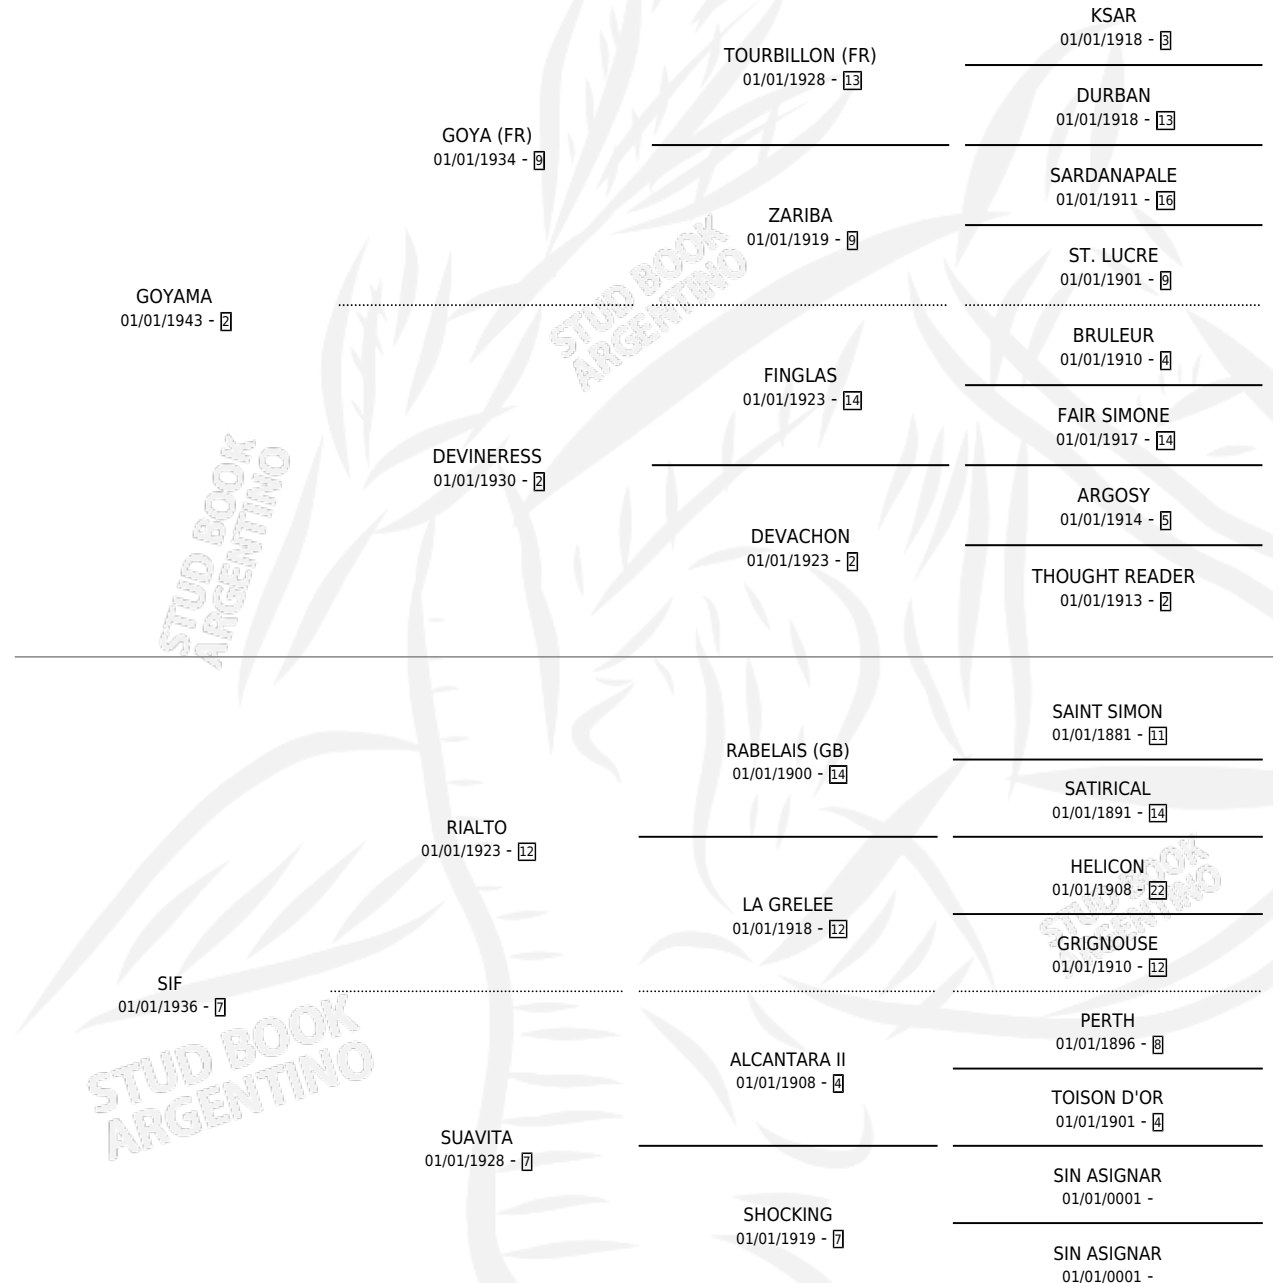 KSAR
01/01/1918 - 3
TOURBILLON (FR)
01/01/1928 - 13
DURBAN
01/01/1918 - 13
GOYA (FR)
01/01/1934 - 9
SARDANAPALE
01/01/1911 - 16
ZARIBA
01/01/1919 - 9
ST. LUCRE
01/01/1901 - 9
GOYAMA
01/01/1943 - 2
STUD BOOK
ARGENTINO
BRULEUR
01/01/1910 - 4
FINGLAS
01/01/1923 - 14
FAIR SIMONE
01/01/1917 - 14
DEVINERESS
01/01/1930 - 2
ARGOSY
01/01/1914 - 5
DEVACHON
01/01/1923 - 2
THOUGHT READER
01/01/1913 - 2
STUD BOOK
ARGENTINO
SAINT SIMON
01/01/1881 - 11
RABELAIS (GB)
01/01/1900 - 14
SATIRICAL
01/01/1891 - 14
RIALTO
01/01/1923 - 12
HELICON
01/01/1908 - 22
LA GRELEE
01/01/1918 - 12
GRIGNOUSE
01/01/1910 - 12
STUD BOOK
ARGENTINO
SIF
01/01/1936 - 7
PERTH
01/01/1896 - 8
ALCANTARA II
01/01/1908 - 4
TOISON D'OR
01/01/1901 - 4
STUD BOOK
ARGENTINO
SUAVITA
01/01/1928 - 7
SIN ASIGNAR
01/01/0001 -
SHOCKING
01/01/1919 - 7
SIN ASIGNAR
01/01/0001 -